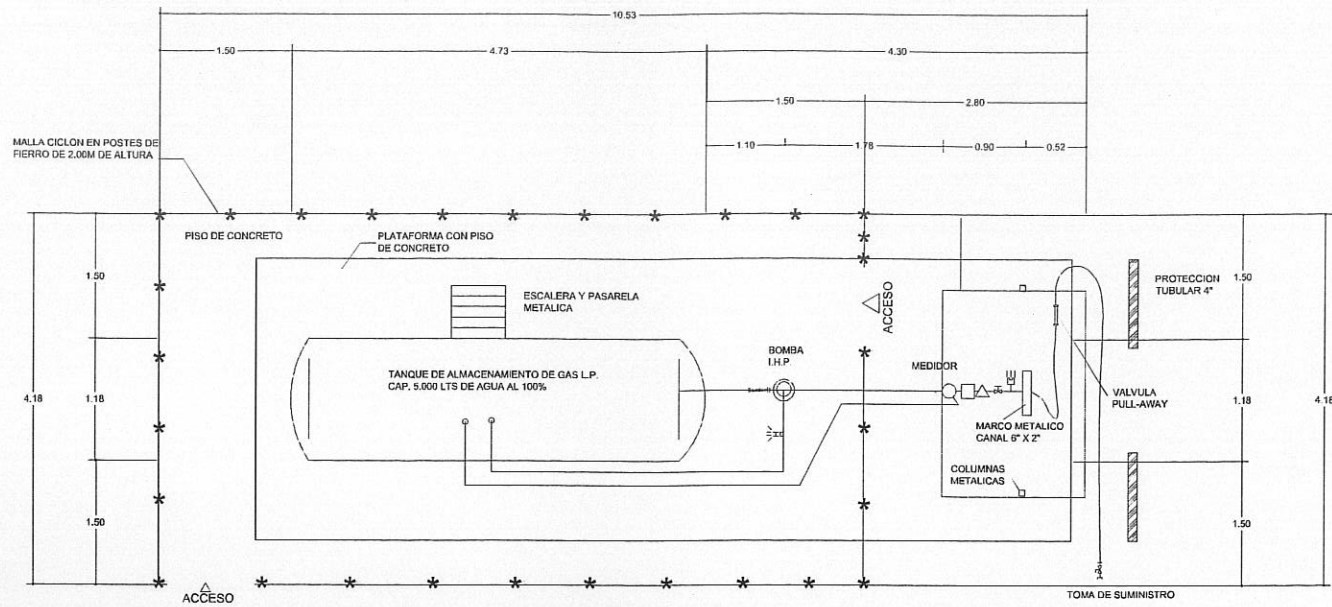 10.53
1.50
4.73
4.30
1.50
2.80
1.10
1.78
0.90
0.52
MALLA CICLON EN POSTES DE
FIERRO DE 2.00M DE ALTURA
PISO DE CONCRETO
PLATAFORMA CON PISO
DE CONCRETO
1.50
1.18
4.18
1.50
ESCALERA Y PASARELA
METALICA
TANQUE DE ALMACENAMIENTO DE GAS L.P.
CAP. 5.000 LTS DE AGUA AL 100%
BOMBA
I.H.P
ACCESO
MEDIDOR
MARCO METALICO
CANAL 6" X 2"
COLUMNAS
METALICAS
VALVULA
PULL-AWAY
PROTECCION
TUBULAR 4"
1.50
1.18
4.18
1.50
ACCESO
TOMA DE SUMINISTRO